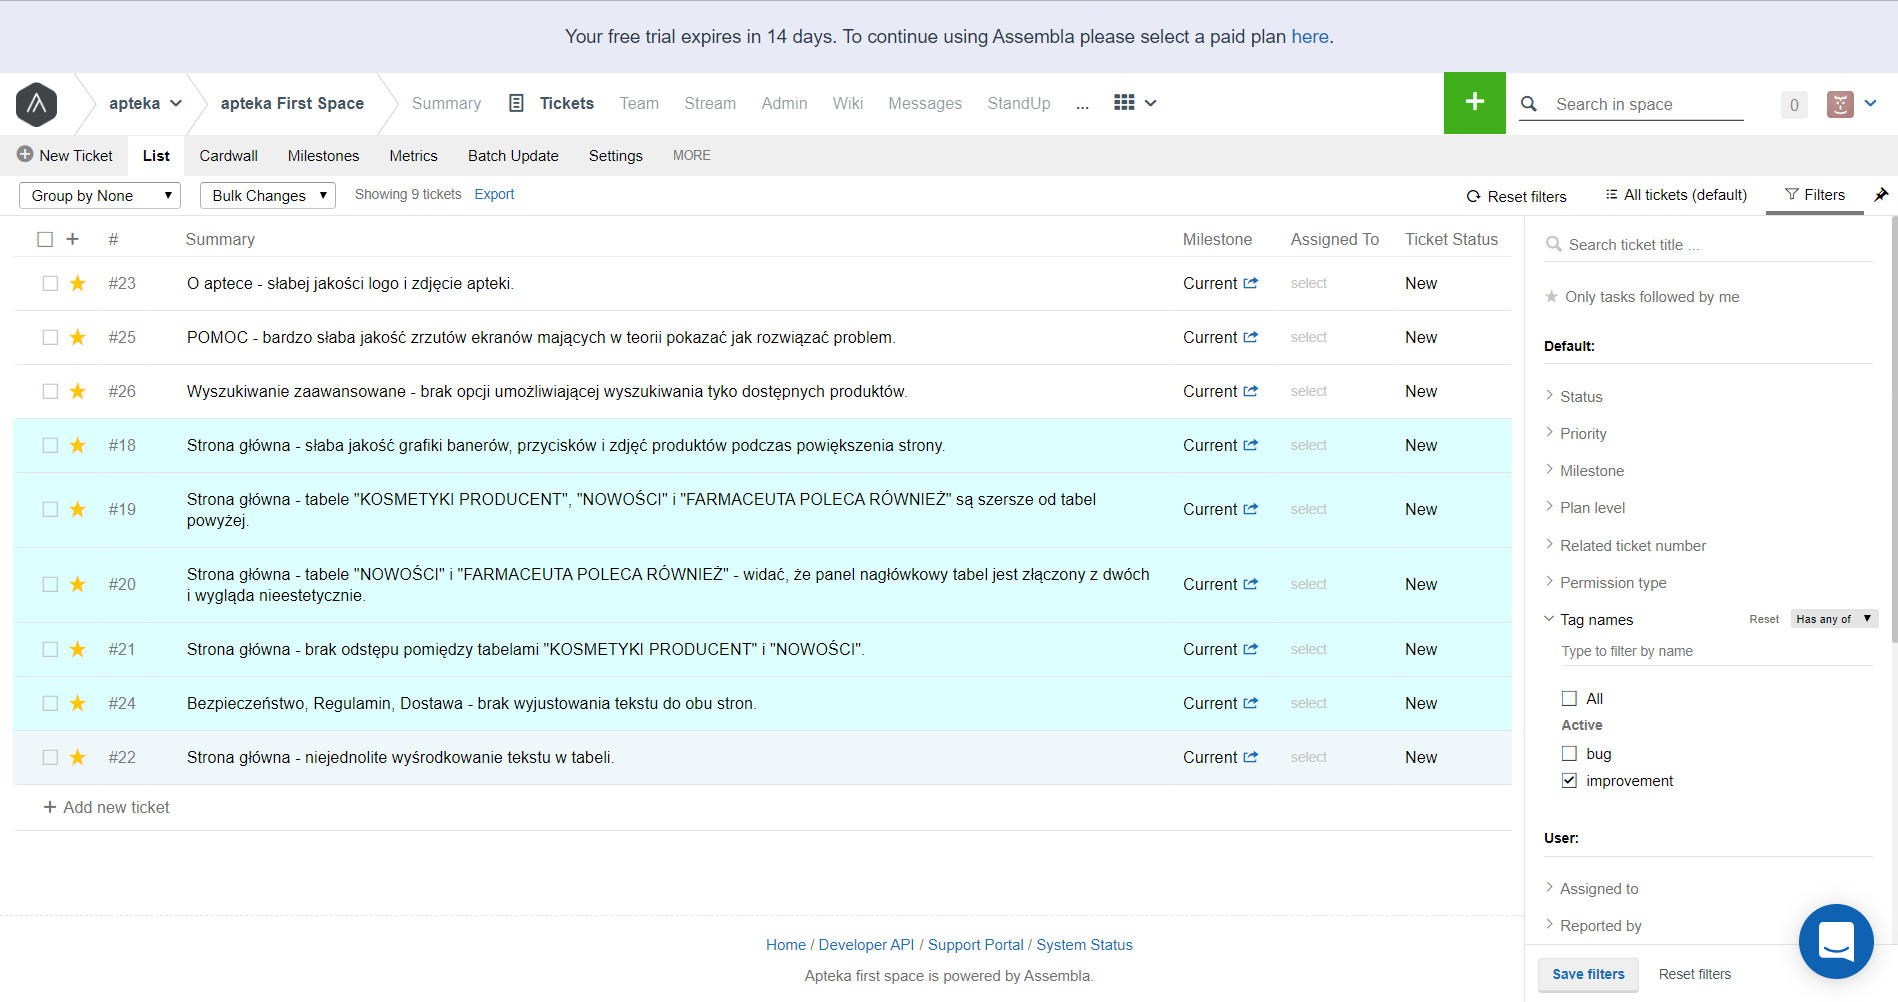 Your free trial expires in 14 days. To continue using Assembla please select a paid plan here.
apteka apteka First Space Summary Tickets Team Stream Admin Wiki Messages StandUp ... + Search in space 0
New Ticket List Cardwall Milestones Metrics Batch Update Settings MORE
Group by None Bulk Changes Showing 9 tickets Export Reset filters All tickets (default) Filters
+ # Summary Milestone Assigned To Ticket Status
#23 O aptece - słabej jakości logo i zdjęcie apteki. Current select New
#25 POMOC - bardzo słaba jakość zrzutów ekranów mających w teorii pokazać jak rozwiązać problem. Current select New
#26 Wyszukiwanie zaawansowane - brak opcji umożliwiającej wyszukiwania tyko dostępnych produktów. Current select New
#18 Strona główna - słaba jakość grafiki banerów, przycisków i zdjęć produktów podczas powiększenia strony. Current select New
#19 Strona główna - tabele "KOSMETYKI PRODUCENT", "NOWOŚCI" i "FARMACEUTA POLECA RÓWNIEŻ" są szersze od tabel
powyżej. Current select New
#20 Strona główna - tabele "NOWOŚCI" i "FARMACEUTA POLECA RÓWNIEŻ" - widać, że panel nagłówkowy tabel jest złączony z dwóch
i wygląda nieestetycznie. Current select New
#21 Strona główna - brak odstępu pomiędzy tabelami "KOSMETYKI PRODUCENT" i "NOWOŚCI". Current select New
#24 Bezpieczeństwo, Regulamin, Dostawa - brak wyjustowania tekstu do obu stron. Current select New
#22 Strona główna - niejednolite wyśrodkowanie tekstu w tabeli. Current select New
+ Add new ticket
Search ticket title ...
Only tasks followed by me
Default:
Status
Priority
Milestone
Plan level
Related ticket number
Permission type
Tag names Reset Has any of
Type to filter by name
All
Active
bug
improvement
User:
Assigned to
Reported by
Save filters Reset filters
Home / Developer API / Support Portal / System Status
Apteka first space is powered by Assembla.